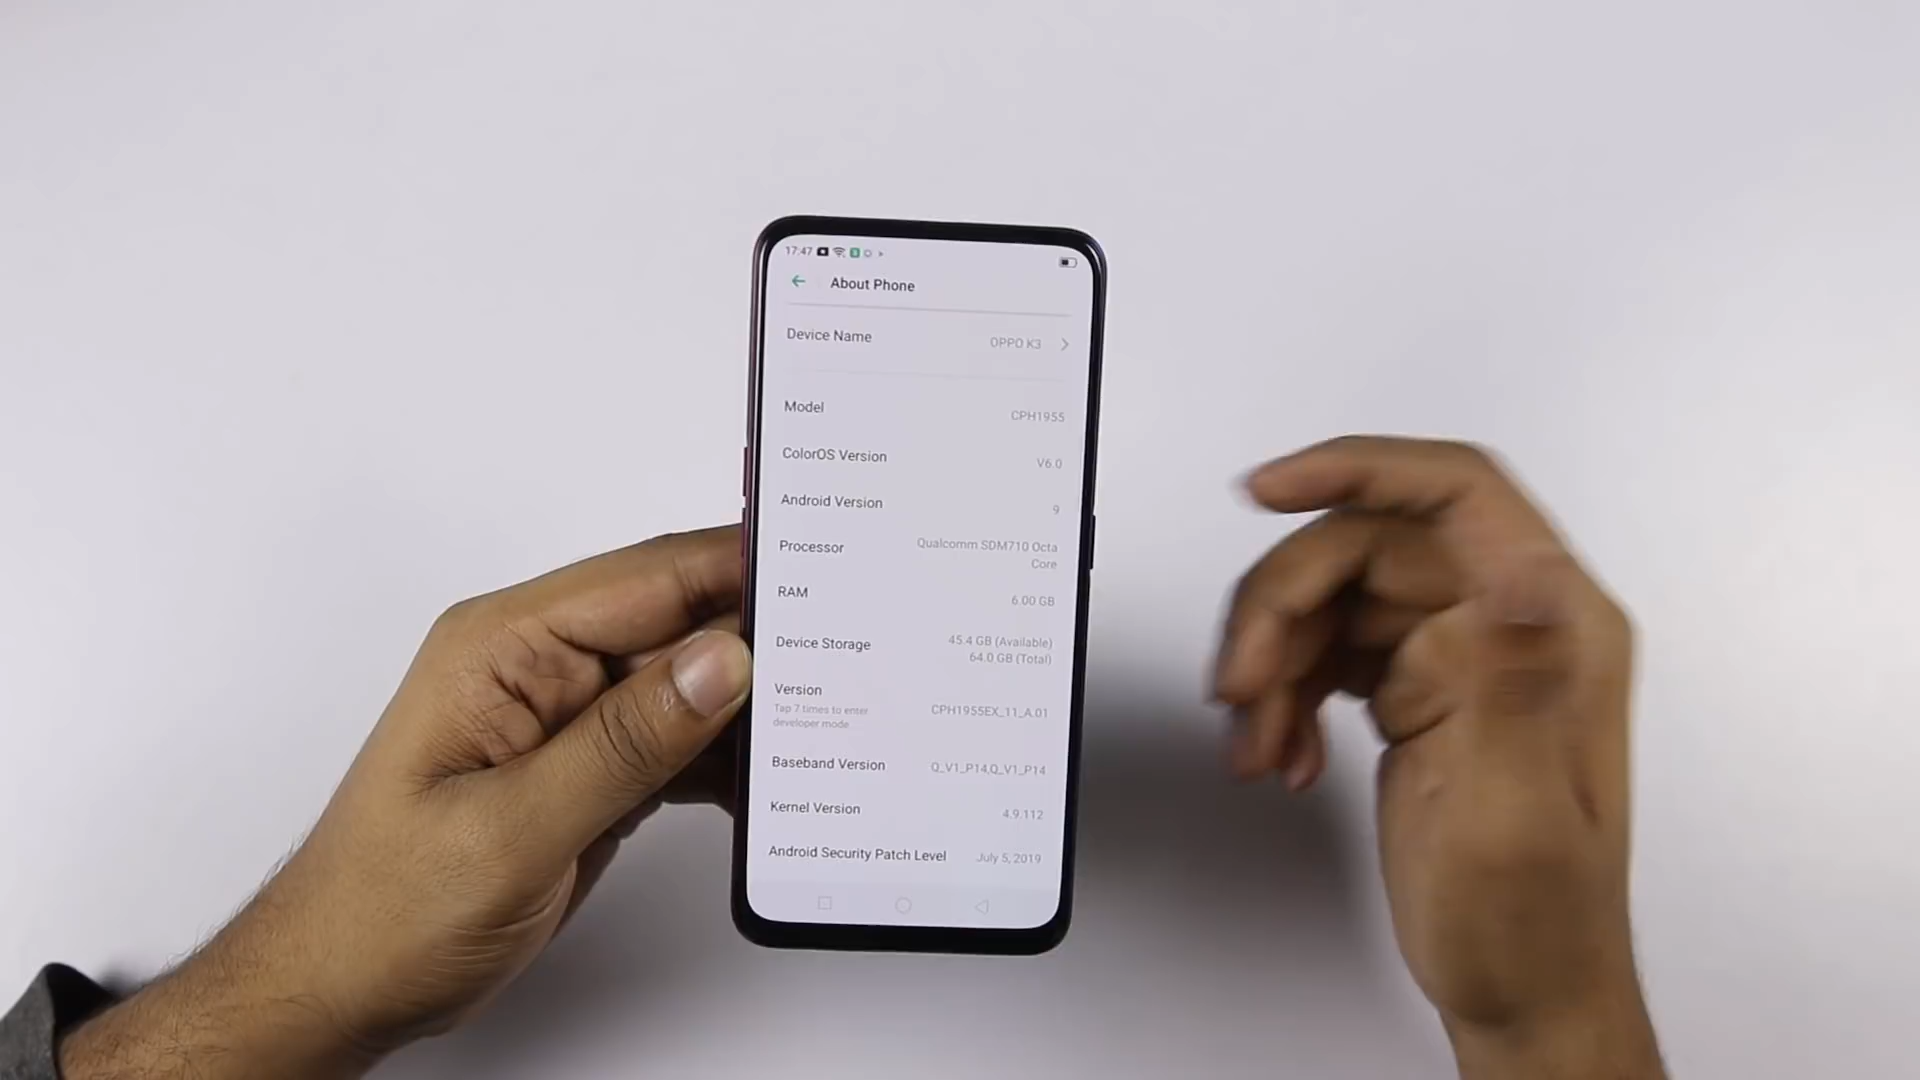 17:47
About Phone
Device Name OPPO K3
Model CPH1955
ColorOS Version V6.0
Android Version 9
Processor Qualcomm SDM710 Octa
Core
RAM 6.00 GB
Device Storage 45.4 GB (Available)
64.0 GB (Total)
Version CPH1955EX_11_A.01
Tap 7 times to enter
developer mode
Baseband Version Q_V1_P14,Q_V1_P14
Kernel Version 4.9.112
Android Security Patch Level July 5, 2019